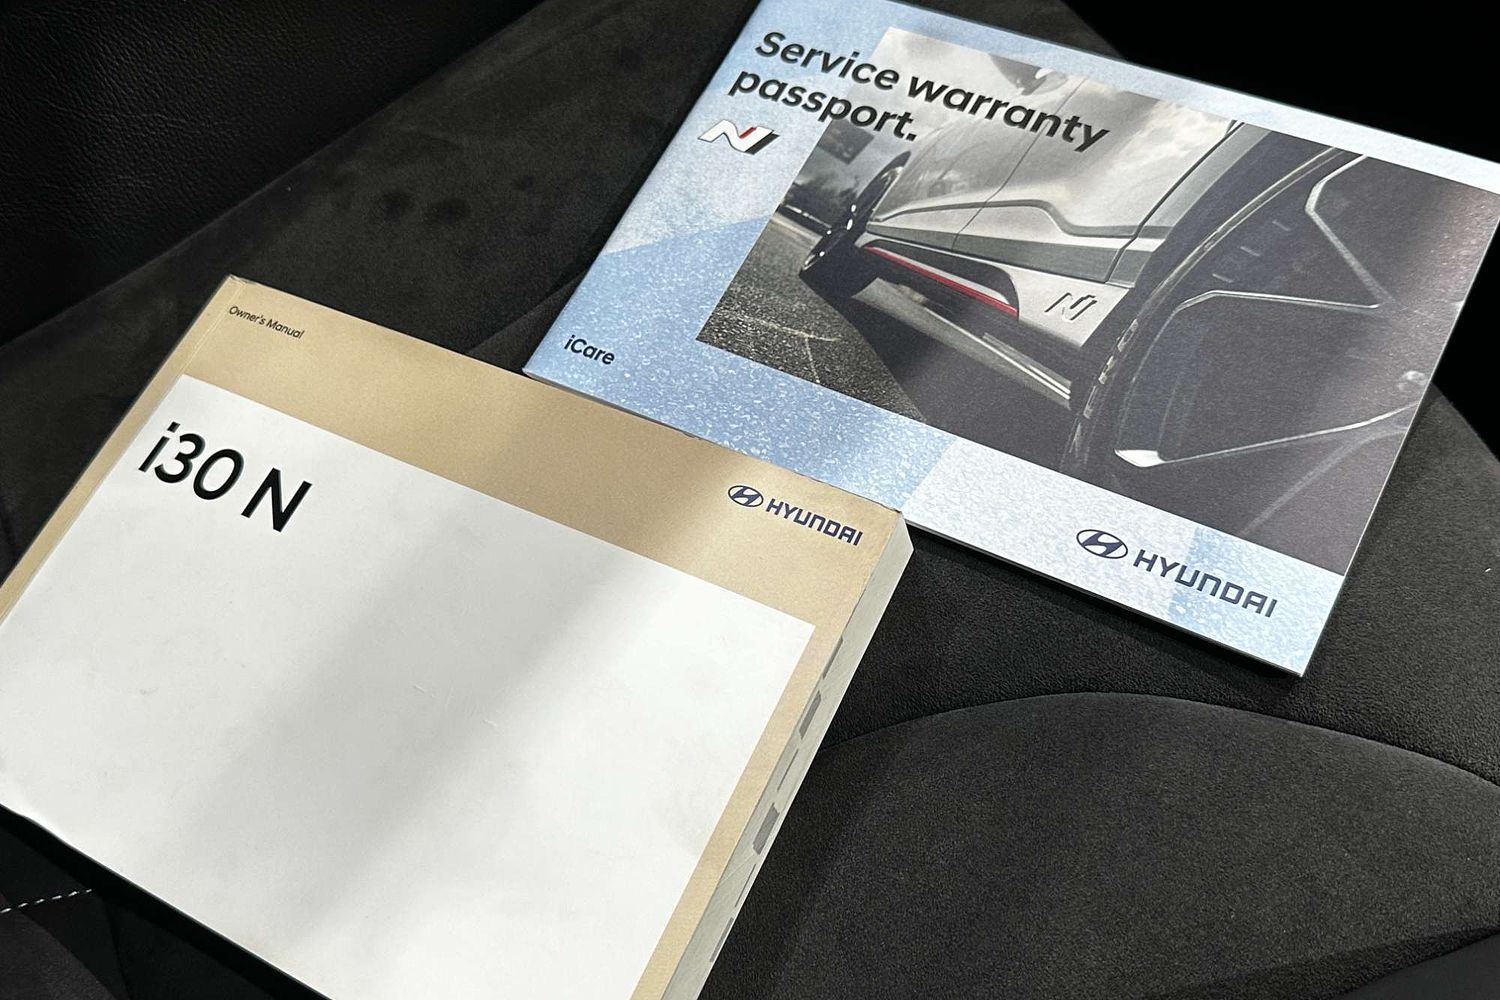 Service warranty
passport.
N
N
iCare
HYUNDAI
Owner's Manual
i30 N
HYUNDAI